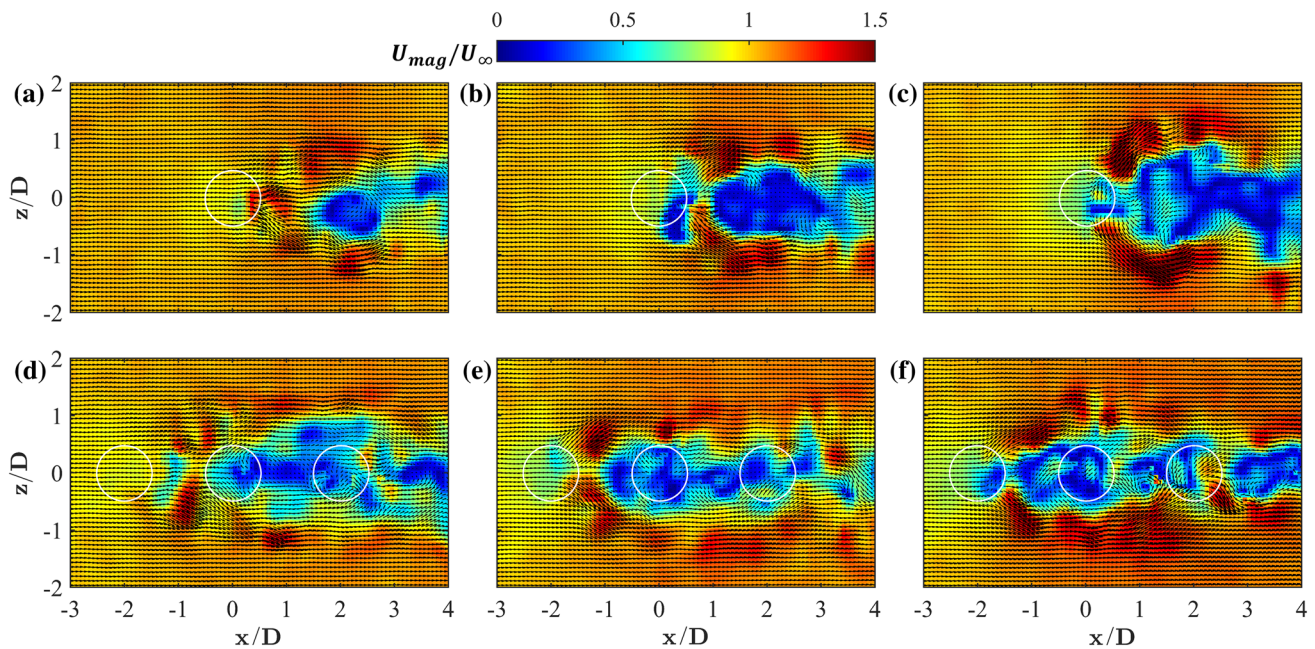 0 0.5 1 1.5
U_mag/U_∞
(a) (b) (c)
2
1
0
-1
-2
z/D
(d) (e) (f)
2
1
0
-1
-2
z/D
-3 -2 -1 0 1 2 3 4 -3 -2 -1 0 1 2 3 4 -3 -2 -1 0 1 2 3 4
x/D x/D x/D